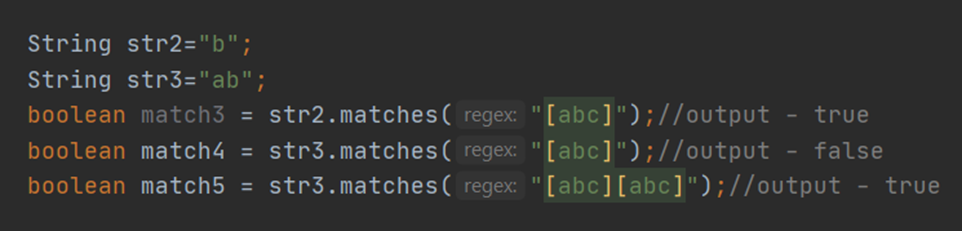 String str2="b";
String str3="ab";
boolean match3 = str2.matches( regex: "[abc]");//output - true
boolean match4 = str3.matches( regex: "[abc]");//output - false
boolean match5 = str3.matches( regex: "[abc][abc]");//output - true